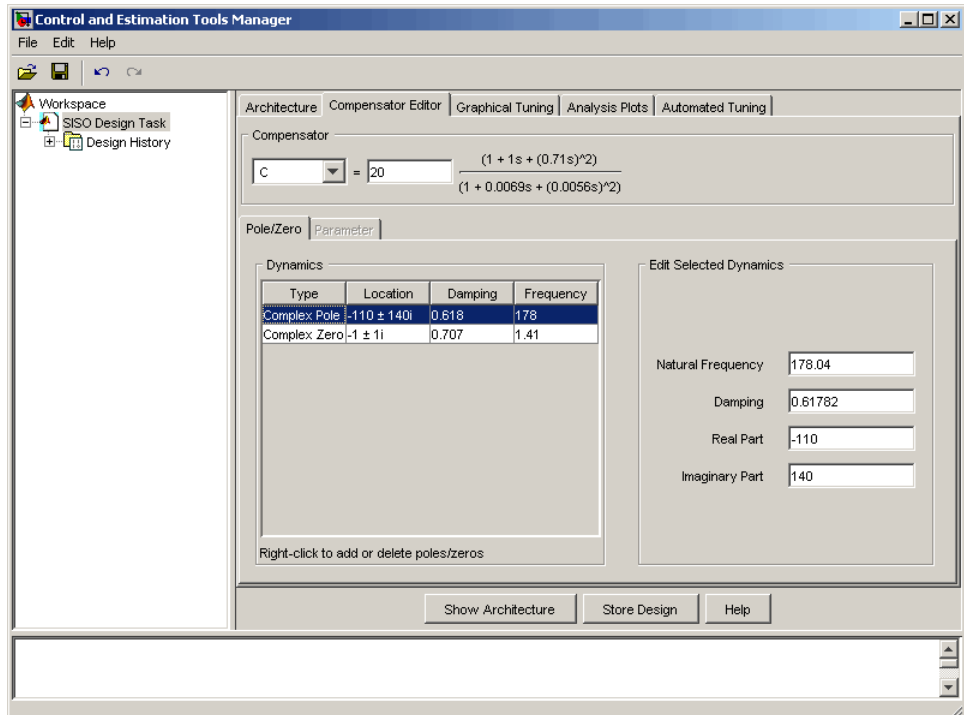 Control and Estimation Tools Manager
File Edit Help
Workspace
SISO Design Task
Design History
Architecture Compensator Editor Graphical Tuning Analysis Plots Automated Tuning
Compensator
C = 20 (1 + 1s + (0.71s)^2)
(1 + 0.0069s + (0.0056s)^2)
Pole/Zero Parameter
Dynamics
Type Location Damping Frequency
Complex Pole -110 ± 140i 0.618 178
Complex Zero -1 ± 1i 0.707 1.41
Right-click to add or delete poles/zeros
Edit Selected Dynamics
Natural Frequency 178.04
Damping 0.61782
Real Part -110
Imaginary Part 140
Show Architecture Store Design Help